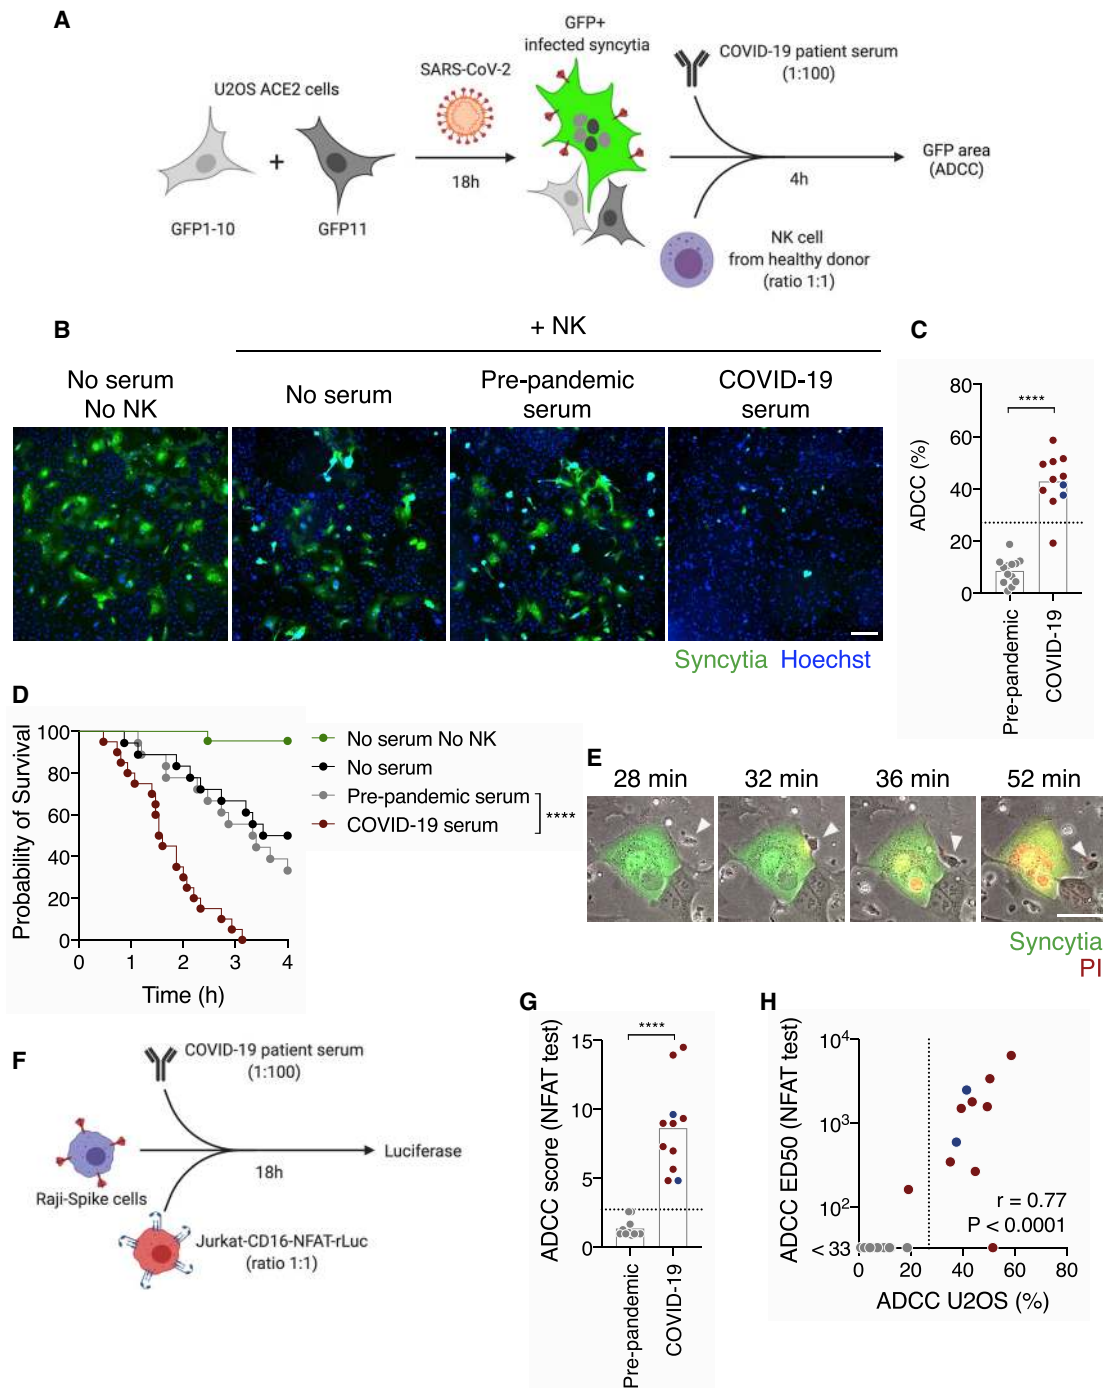 A
U2OS ACE2 cells
+
GFP1-10
GFP11
SARS-CoV-2
18h
GFP+
infected syncytia
COVID-19 patient serum
(1:100)
4h
NK cell
from healthy donor
(ratio 1:1)
GFP area
(ADCC)
B
+ NK
No serum
No NK
No serum
Pre-pandemic
serum
COVID-19
serum
Syncytia Hoechst
C
ADCC (%)
80
60
40
20
0
****
Pre-pandemic
COVID-19
D
Probability of Survival
100
80
60
40
20
0
0 1 2 3 4
Time (h)
No serum No NK
No serum
Pre-pandemic serum
COVID-19 serum
****
E
28 min 32 min 36 min 52 min
Syncytia
PI
F
COVID-19 patient serum
(1:100)
Raji-Spike cells
18h
Luciferase
Jurkat-CD16-NFAT-rLuc
(ratio 1:1)
G
ADCC score (NFAT test)
15
10
5
0
****
Pre-pandemic
COVID-19
H
ADCC ED50 (NFAT test)
10⁴
10³
10²
< 33
r = 0.77
P < 0.0001
0 20 40 60 80
ADCC U2OS (%)